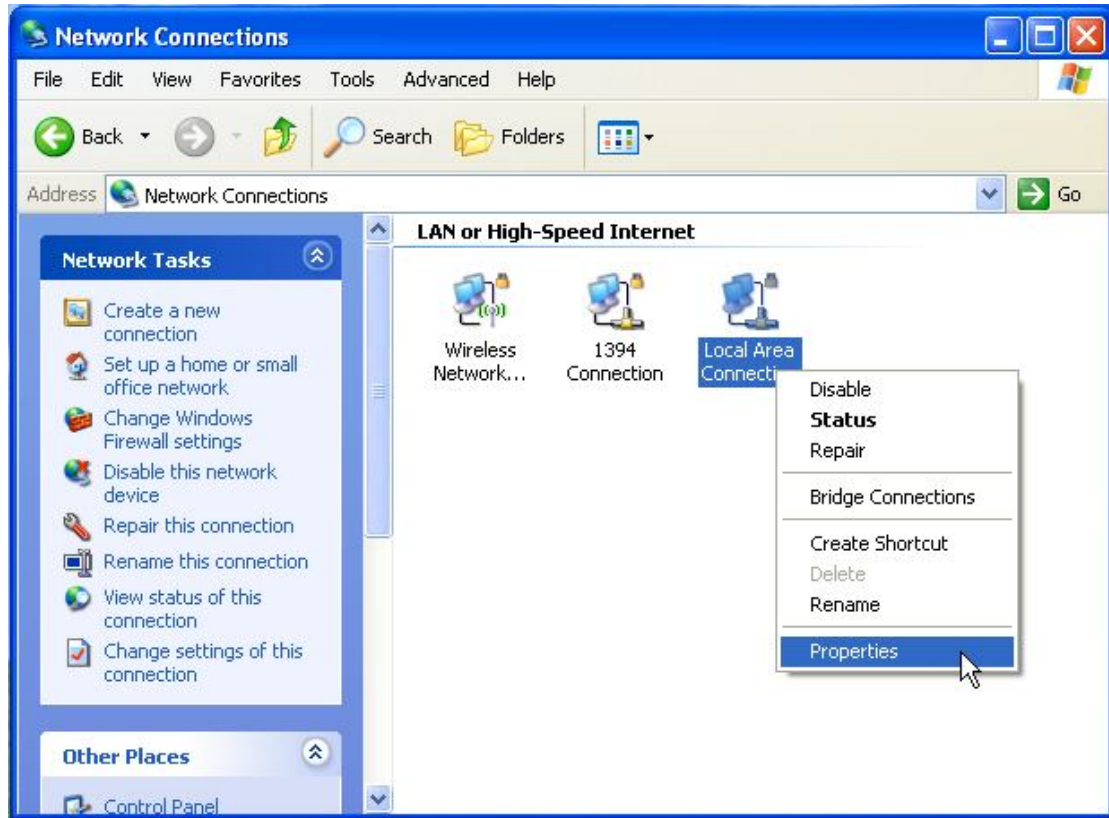 Network Connections
File Edit View Favorites Tools Advanced Help
Back Search Folders
Address Network Connections Go
Network Tasks
Create a new
connection
Set up a home or small
office network
Change Windows
Firewall settings
Disable this network
device
Repair this connection
Rename this connection
View status of this
connection
Change settings of this
connection
Other Places
Control Panel
LAN or High-Speed Internet
Wireless
Network...
1394
Connection
Local Area
Connecti
Disable
Status
Repair
Bridge Connections
Create Shortcut
Delete
Rename
Properties